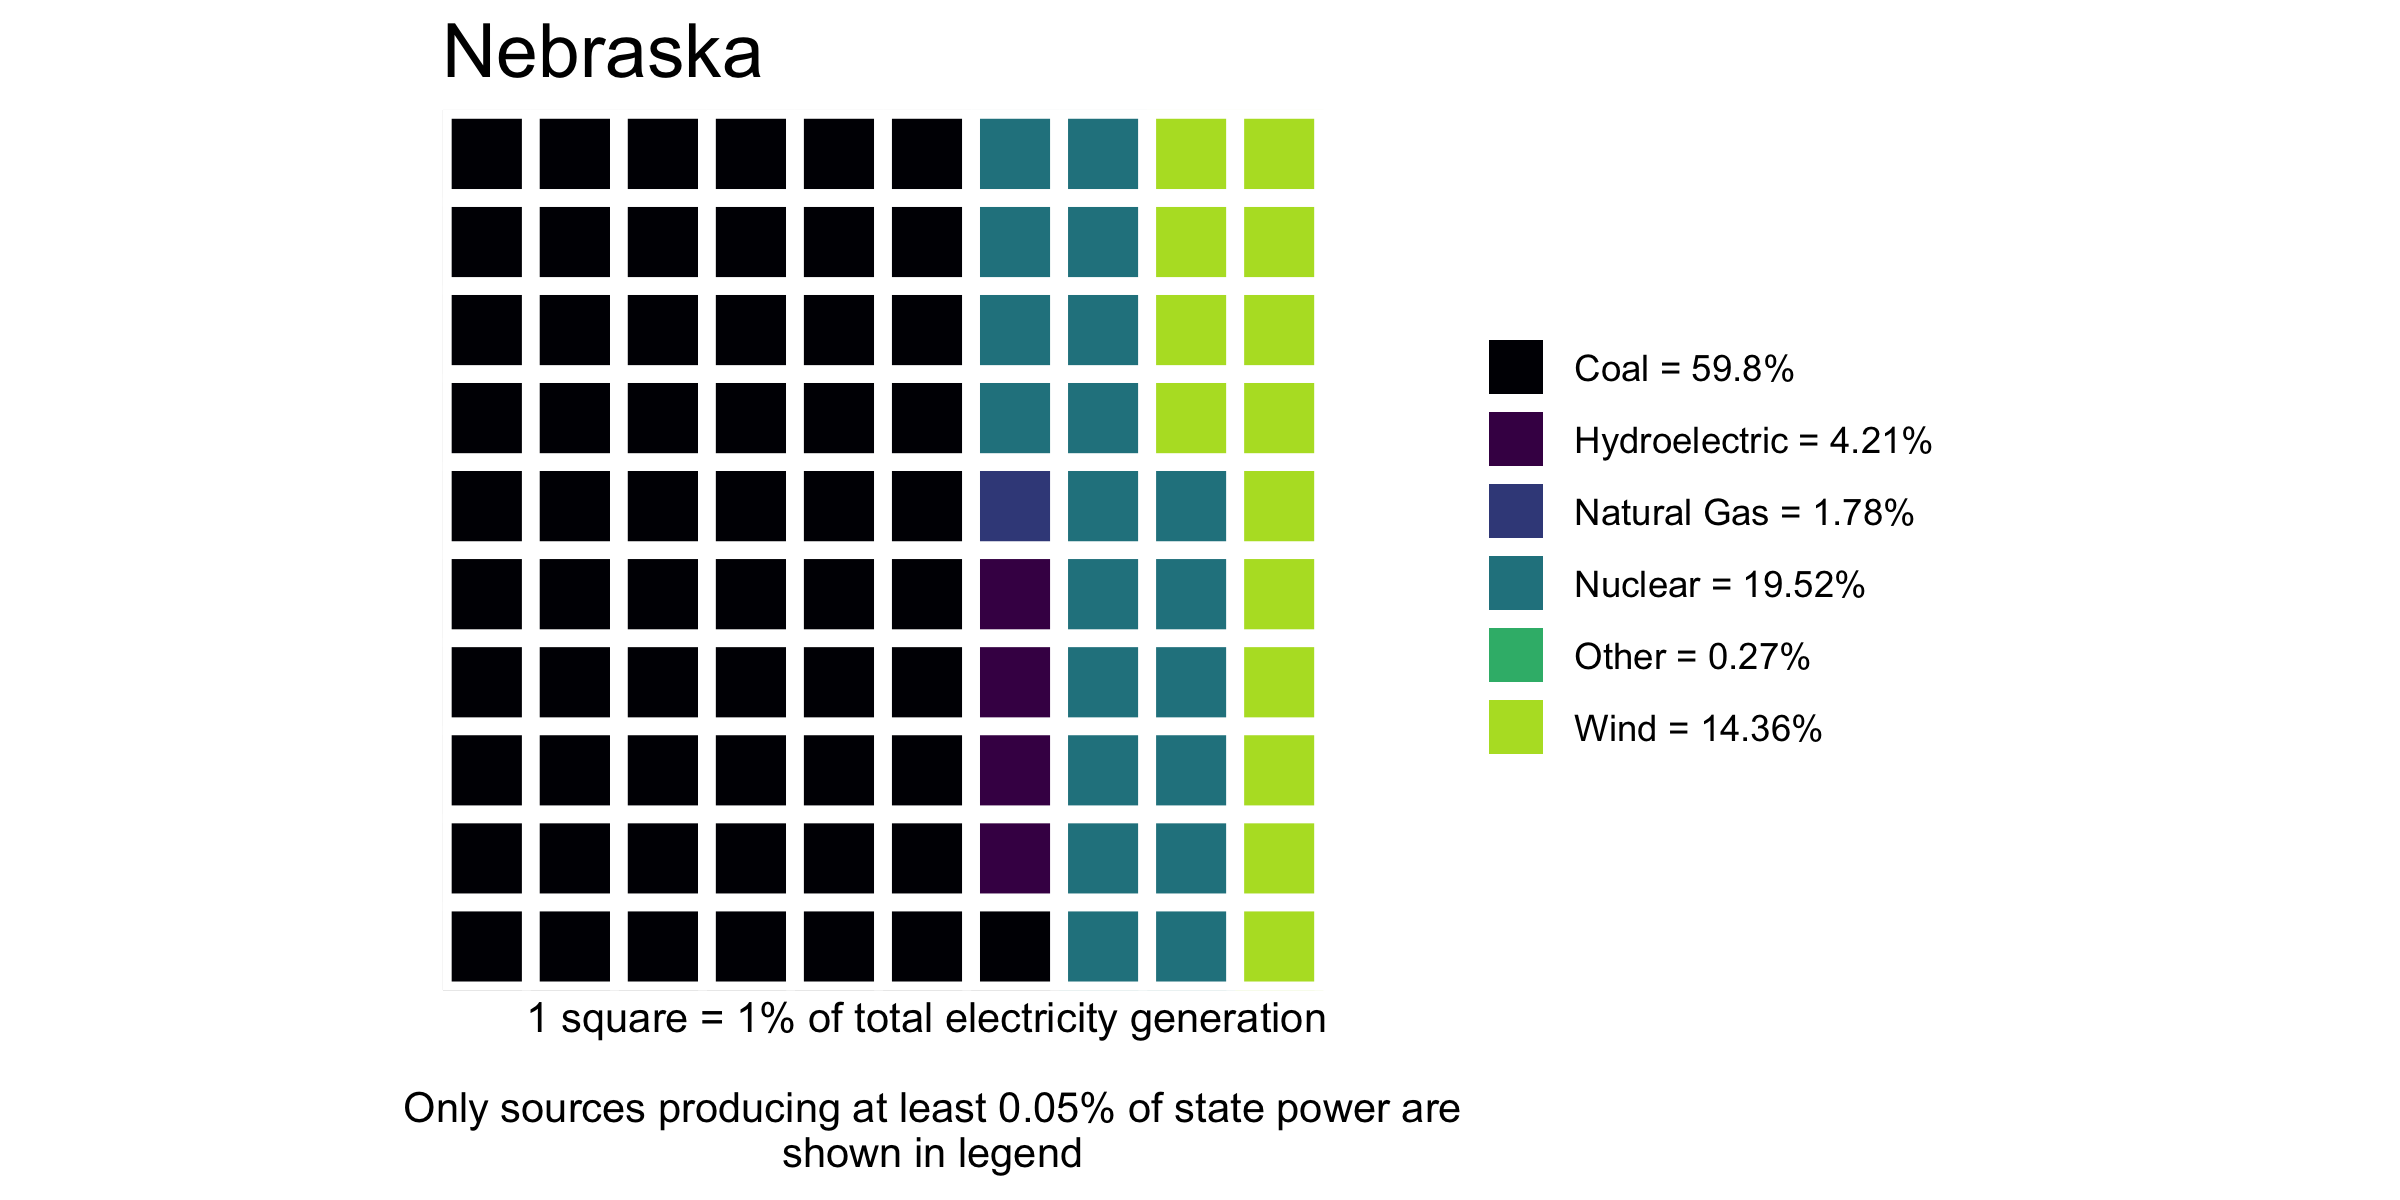 Nebraska
Coal = 59.8%
Hydroelectric = 4.21%
Natural Gas = 1.78%
Nuclear = 19.52%
Other = 0.27%
Wind = 14.36%
1 square = 1% of total electricity generation
Only sources producing at least 0.05% of state power are
shown in legend